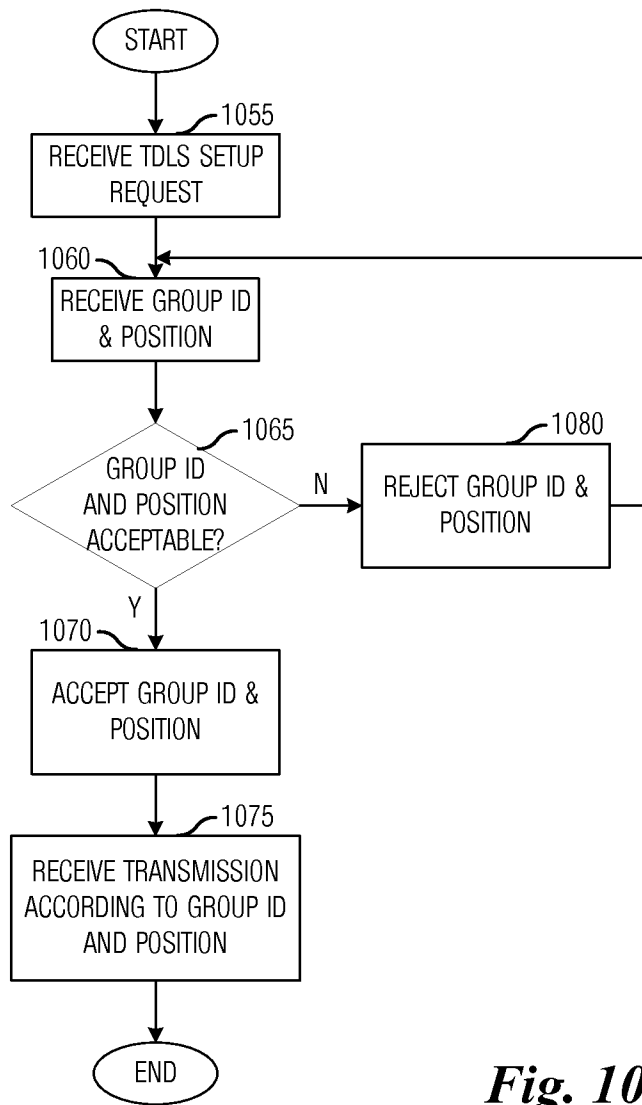 START
1055
RECEIVE TDLS SETUP
REQUEST
1060
RECEIVE GROUP ID
& POSITION
1065
GROUP ID
AND POSITION
ACCEPTABLE?
N
1080
REJECT GROUP ID &
POSITION
Y
1070
ACCEPT GROUP ID &
POSITION
1075
RECEIVE TRANSMISSION
ACCORDING TO GROUP ID
AND POSITION
END
Fig. 10